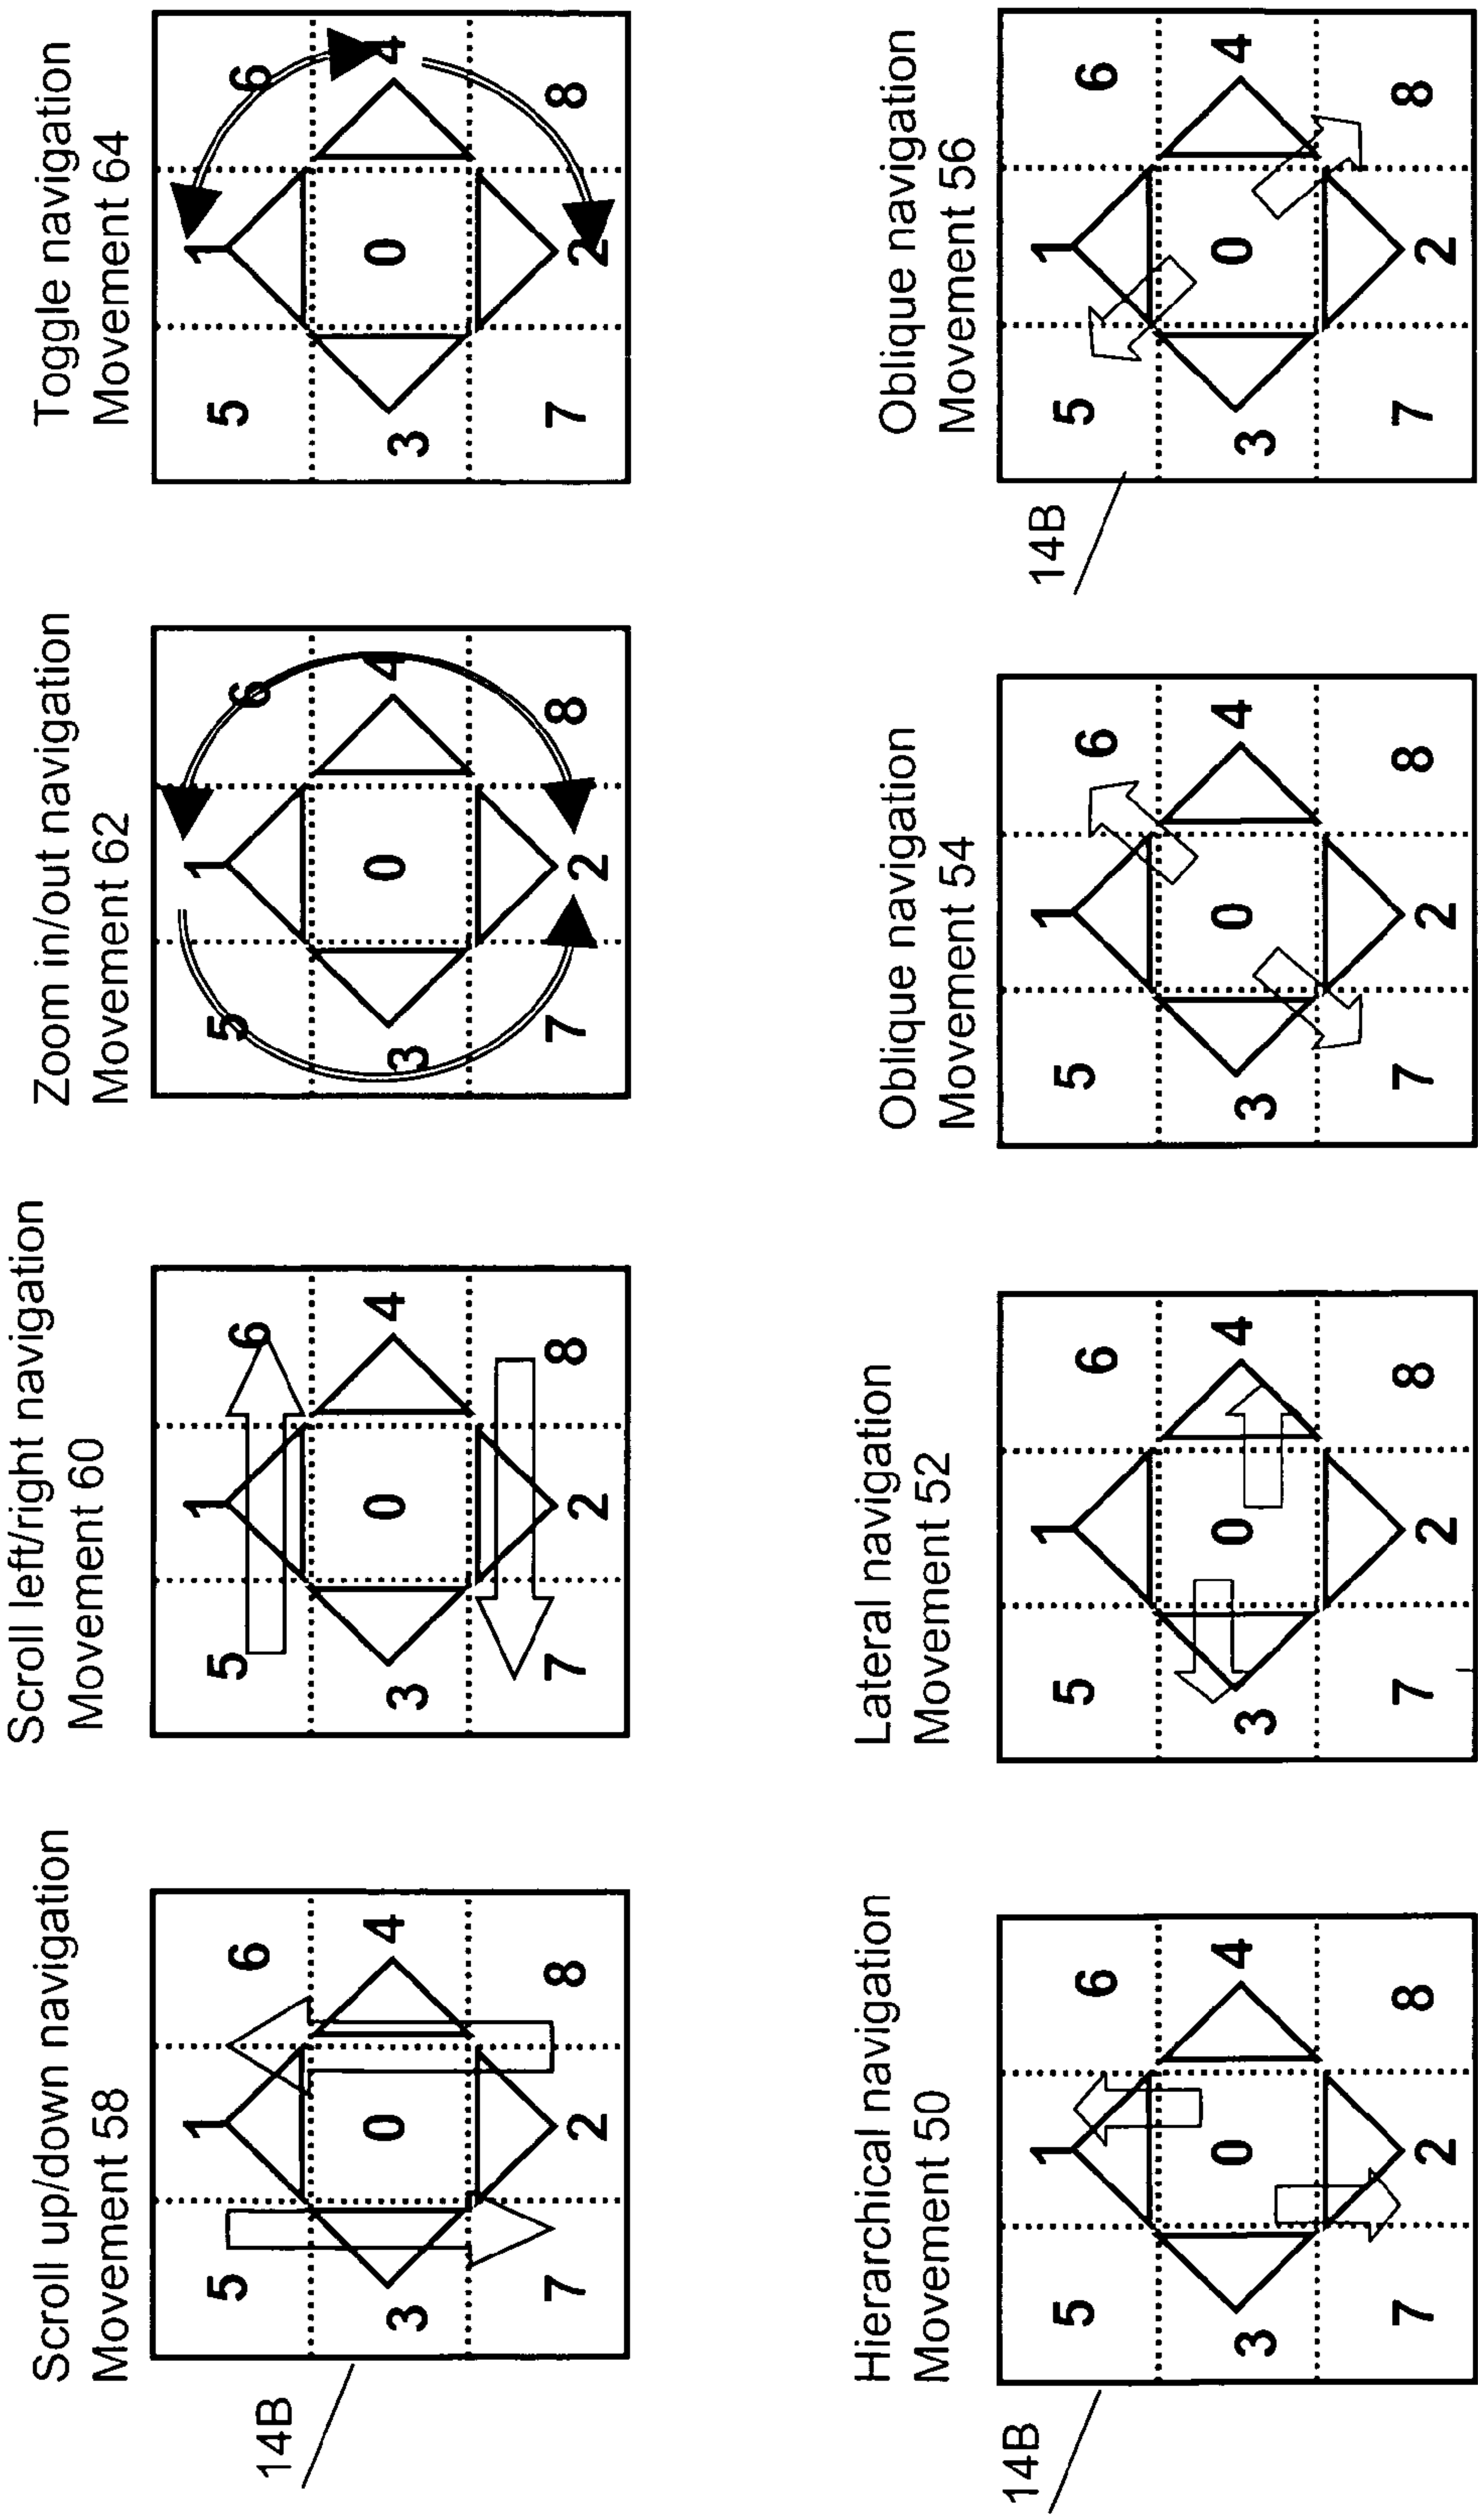 Scroll up/down navigation
Movement 58
14B
5 1 6
3 0 4
7 2 8
Scroll left/right navigation
Movement 60
5 1 6
3 0 4
7 2 8
Zoom in/out navigation
Movement 62
5 1 6
3 0 4
7 2 8
Toggle navigation
Movement 64
5 1 6
3 0 4
7 2 8
Hierarchical navigation
Movement 50
14B
5 1 6
3 0 4
7 2 8
Lateral navigation
Movement 52
5 1 6
3 0 4
7 2 8
Oblique navigation
Movement 54
5 1 6
3 0 4
7 2 8
Oblique navigation
Movement 56
14B
5 1 6
3 0 4
7 2 8